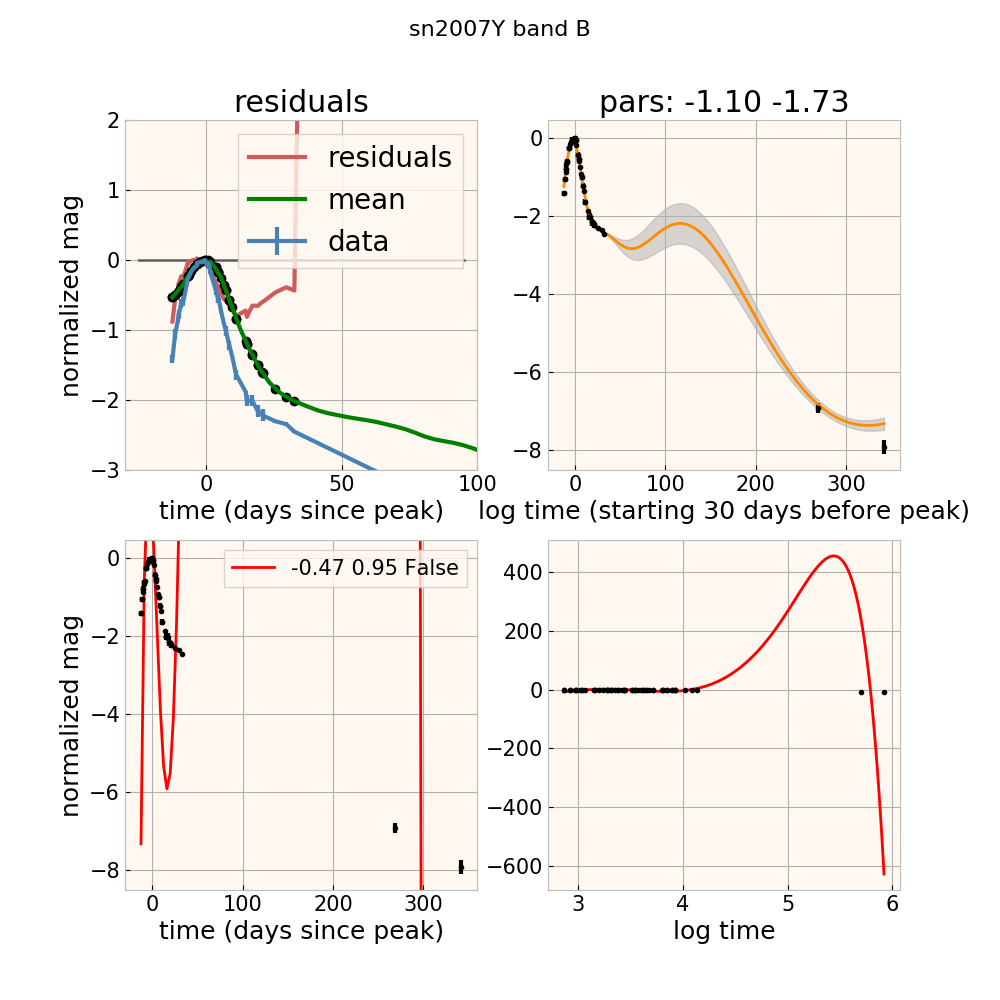 sn2007Y band B
residuals
pars: -1.10 -1.73
2
1
0
−1
−2
−3
normalized mag
residuals
mean
data
0
50
100
time (days since peak)
0
−2
−4
−6
−8
0
100
200
300
log time (starting 30 days before peak)
0
−2
−4
−6
−8
normalized mag
-0.47 0.95 False
0
100
200
300
time (days since peak)
400
200
0
−200
−400
−600
3
4
5
6
log time